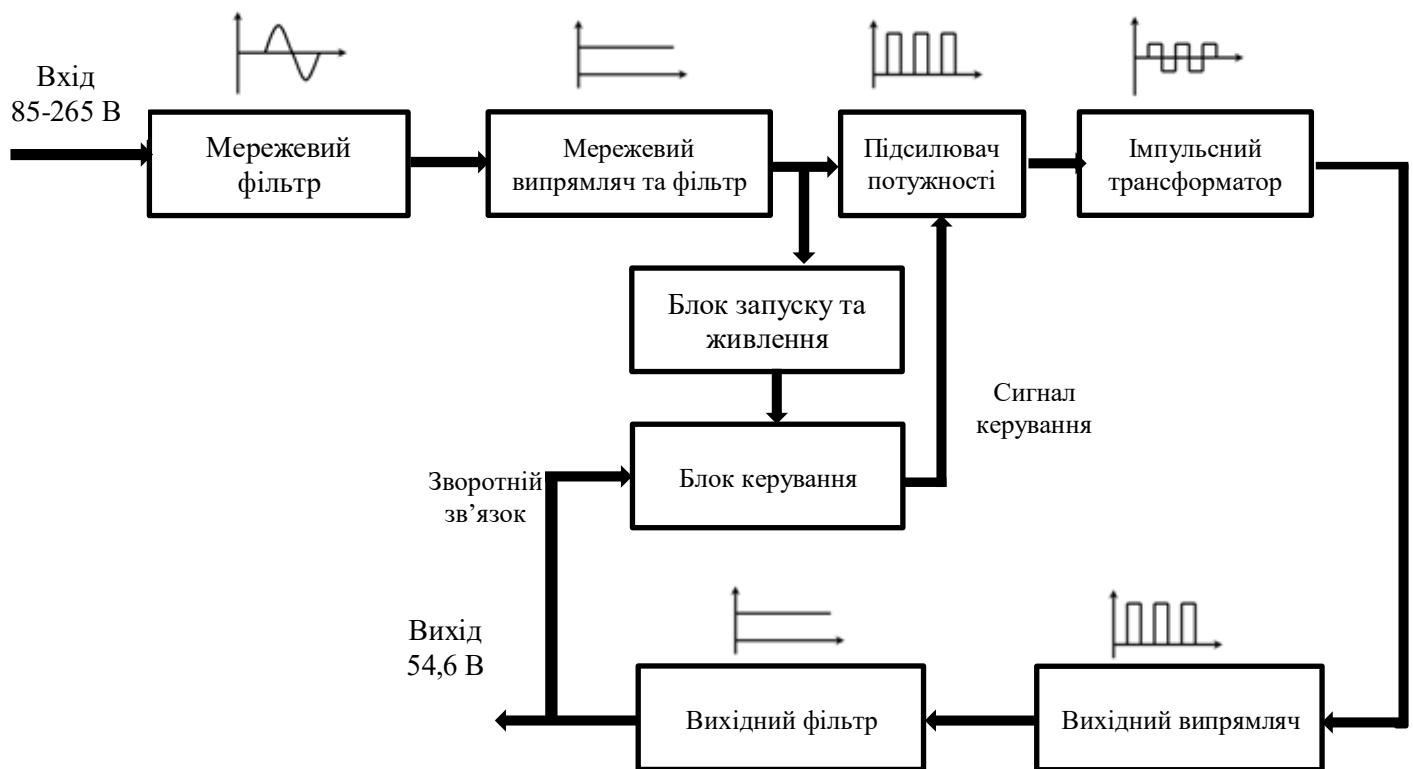 Вхід
85-265 В
Мережевий
фільтр
Мережевий
випрямляч та фільтр
Підсилювач
потужності
Імпульсний
трансформатор
Блок запуску та
живлення
Сигнал
керування
Блок керування
Зворотній
зв’язок
Вихід
54,6 В
Вихідний фільтр
Вихідний випрямляч